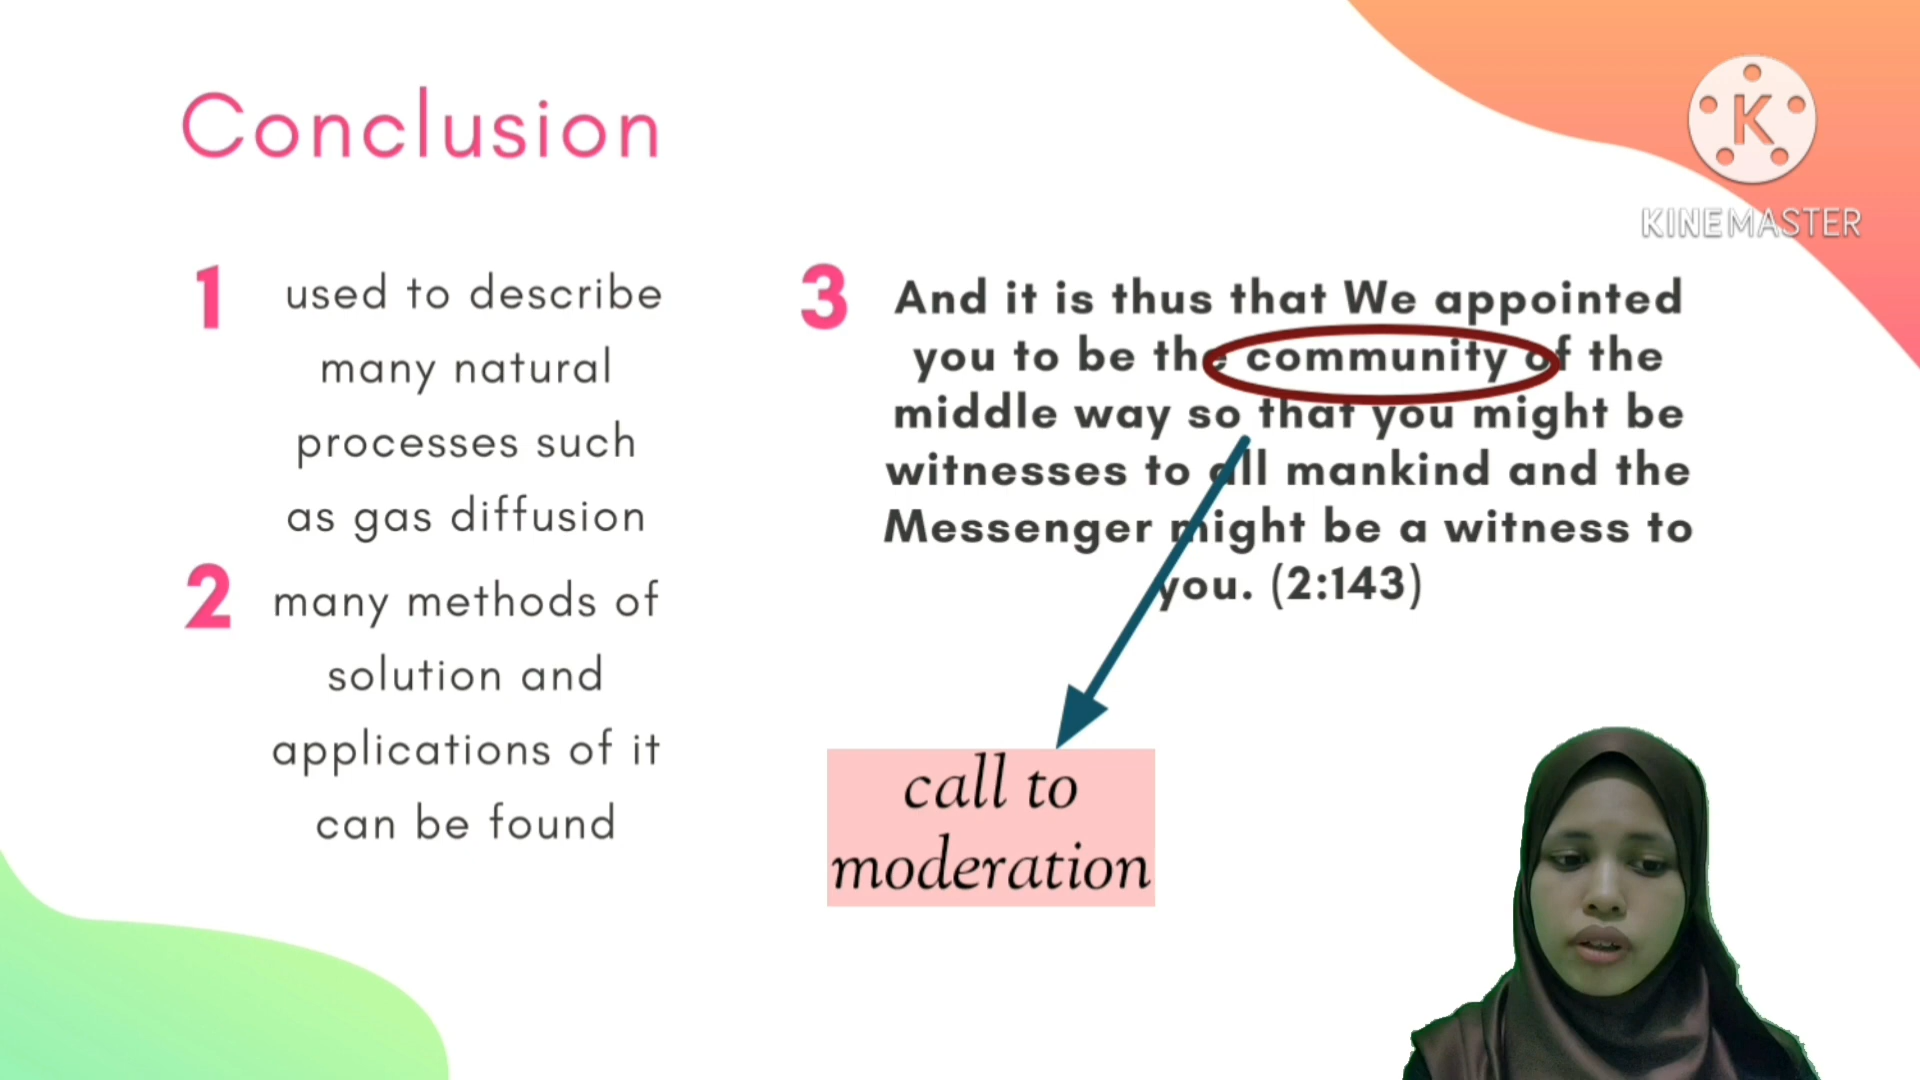 Conclusion
1
used to describe
many natural
processes such
as gas diffusion
2
many methods of
solution and
applications of it
can be found
3
And it is thus that We appointed
you to be the community of the
middle way so that you might be
witnesses to all mankind and the
Messenger might be a witness to
you. (2:143)
call to
moderation
K
KINEMASTER